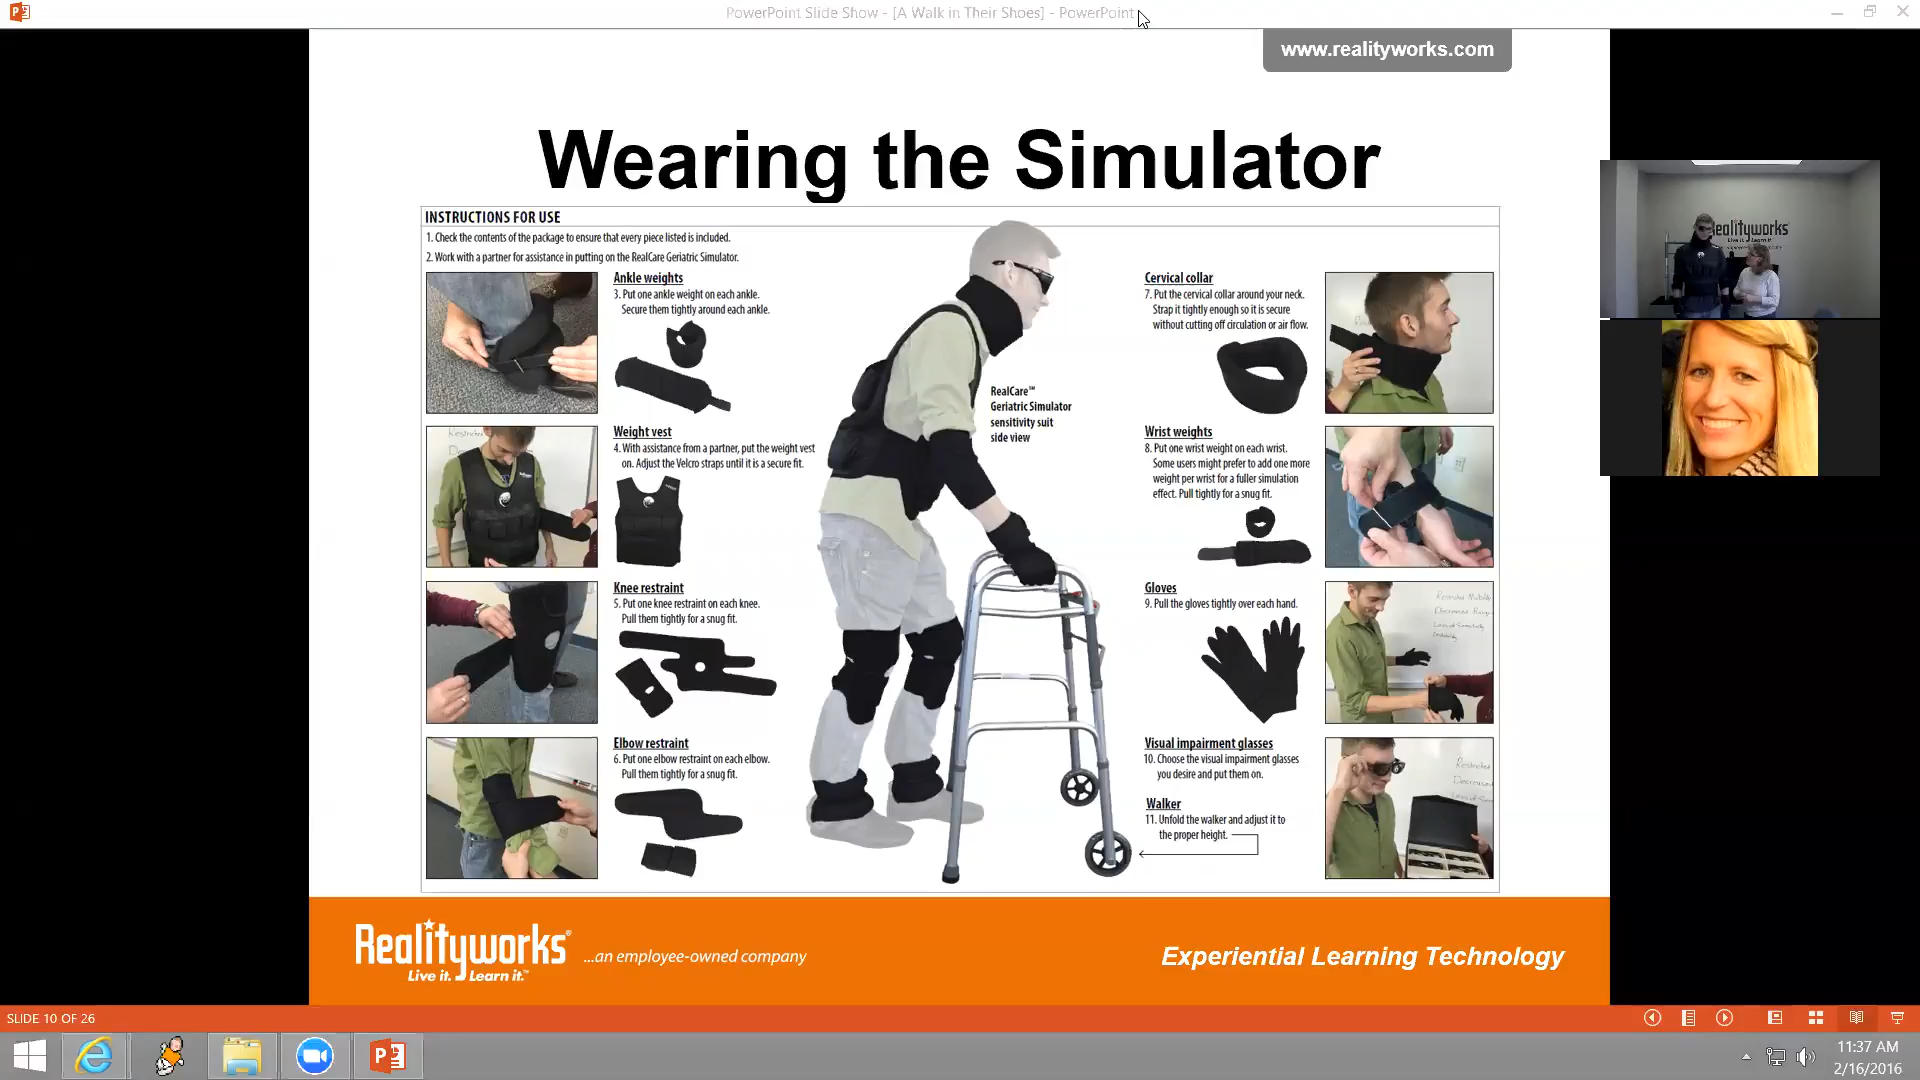 PowerPoint Slide Show - [A Walk in Their Shoes] - PowerPoint
www.realityworks.com
Wearing the Simulator
INSTRUCTIONS FOR USE
1. Check the contents of the package to ensure that every piece listed is included.
2. Work with a partner for assistance in putting on the RealCare Geriatric Simulator.
Ankle weights
3. Put one ankle weight on each ankle.
Secure them tightly around each ankle.
Weight vest
4. With assistance from a partner, put the weight vest
on. Adjust the Velcro straps until it is a secure fit.
Knee restraint
5. Put one knee restraint on each knee.
Pull them tightly for a snug fit.
Elbow restraint
6. Put one elbow restraint on each elbow.
Pull them tightly for a snug fit.
RealCare™
Geriatric Simulator
sensitivity suit
side view
Cervical collar
7. Put the cervical collar around your neck.
Strap it tightly enough so it is secure
without cutting off circulation or air flow.
Wrist weights
8. Put one wrist weight on each wrist.
Some users might prefer to add one more
weight per wrist for a fuller simulation
effect. Pull tightly for a snug fit.
Gloves
9. Pull the gloves tightly over each hand.
Restricted Mobility
Visual impairment glasses
10. Choose the visual impairment glasses
you desire and put them on.
Walker
11. Unfold the walker and adjust it to
the proper height.
Realityworks
Live it. Learn it.
Realityworks®
Live it. Learn it.™
...an employee-owned company
Experiential Learning Technology
SLIDE 10 OF 26
11:37 AM
2/16/2016